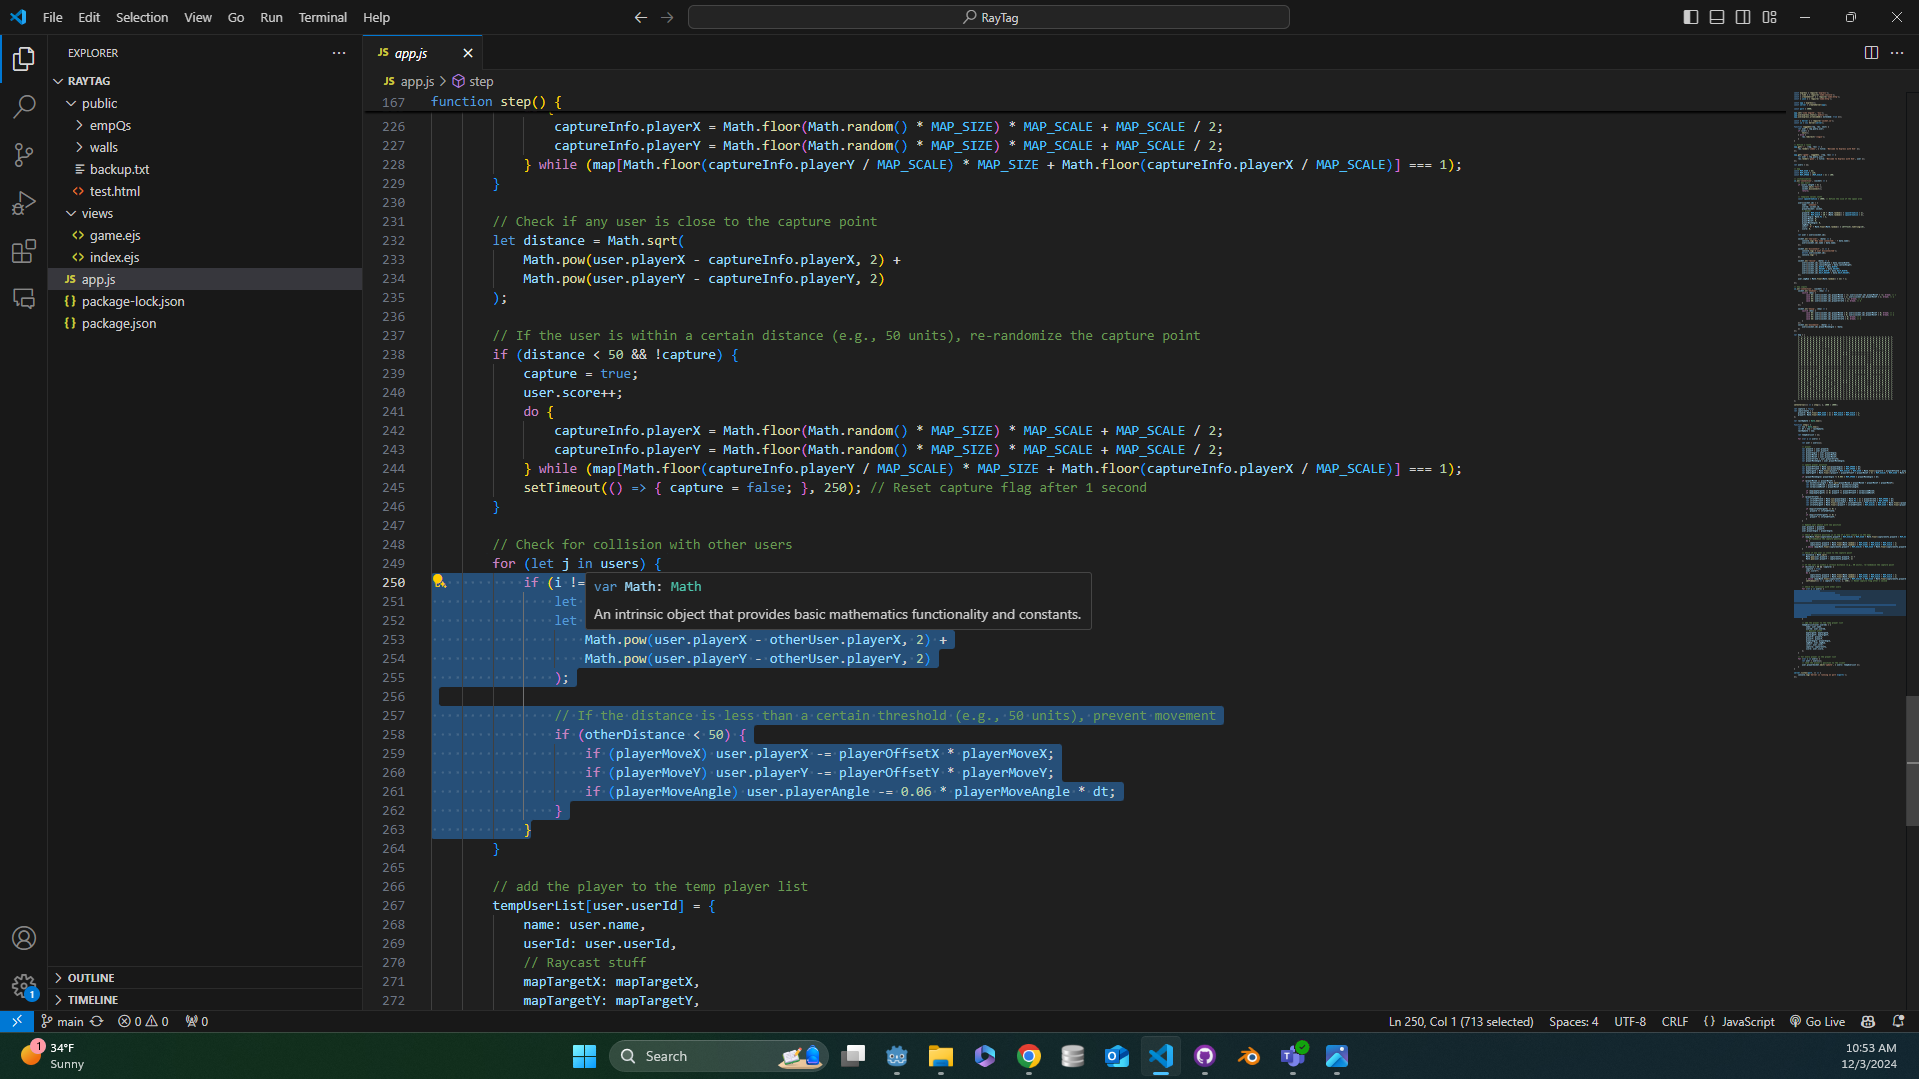 File Edit Selection View Go Run Terminal Help
RayTag
EXPLORER
RAYTAG
public
empQs
walls
backup.txt
test.html
views
game.ejs
index.ejs
JS app.js
{} package-lock.json
{} package.json
OUTLINE
TIMELINE
JS app.js
JS app.js > step
167 function step() {
226 captureInfo.playerX = Math.floor(Math.random() * MAP_SIZE) * MAP_SCALE + MAP_SCALE / 2;
227 captureInfo.playerY = Math.floor(Math.random() * MAP_SIZE) * MAP_SCALE + MAP_SCALE / 2;
228 } while (map[Math.floor(captureInfo.playerY / MAP_SCALE) * MAP_SIZE + Math.floor(captureInfo.playerX / MAP_SCALE)] === 1);
229 }
230
231 // Check if any user is close to the capture point
232 let distance = Math.sqrt(
233 Math.pow(user.playerX - captureInfo.playerX, 2) +
234 Math.pow(user.playerY - captureInfo.playerY, 2)
235 );
236
237 // If the user is within a certain distance (e.g., 50 units), re-randomize the capture point
238 if (distance < 50 && !capture) {
239 capture = true;
240 user.score++;
241 do {
242 captureInfo.playerX = Math.floor(Math.random() * MAP_SIZE) * MAP_SCALE + MAP_SCALE / 2;
243 captureInfo.playerY = Math.floor(Math.random() * MAP_SIZE) * MAP_SCALE + MAP_SCALE / 2;
244 } while (map[Math.floor(captureInfo.playerY / MAP_SCALE) * MAP_SIZE + Math.floor(captureInfo.playerX / MAP_SCALE)] === 1);
245 setTimeout(() => { capture = false; }, 250); // Reset capture flag after 1 second
246 }
247
248 // Check for collision with other users
249 for (let j in users) {
250 if (i !=
var Math: Math
251 let
An intrinsic object that provides basic mathematics functionality and constants.
252 let
253 Math.pow(user.playerX - otherUser.playerX, 2) +
254 Math.pow(user.playerY - otherUser.playerY, 2)
255 );
256
257 // If the distance is less than a certain threshold (e.g., 50 units), prevent movement
258 if (otherDistance < 50) {
259 if (playerMoveX) user.playerX -= playerOffsetX * playerMoveX;
260 if (playerMoveY) user.playerY -= playerOffsetY * playerMoveY;
261 if (playerMoveAngle) user.playerAngle -= 0.06 * playerMoveAngle * dt;
262 }
263 }
264 }
265
266 // add the player to the temp player list
267 tempUserList[user.userId] = {
268 name: user.name,
269 userId: user.userId,
270 // Raycast stuff
271 mapTargetX: mapTargetX,
272 mapTargetY: mapTargetY,
1
main 0 0 0
Ln 250, Col 1 (713 selected) Spaces: 4 UTF-8 CRLF {} JavaScript Go Live
1
34°F
Sunny
Search
10:53 AM
12/3/2024